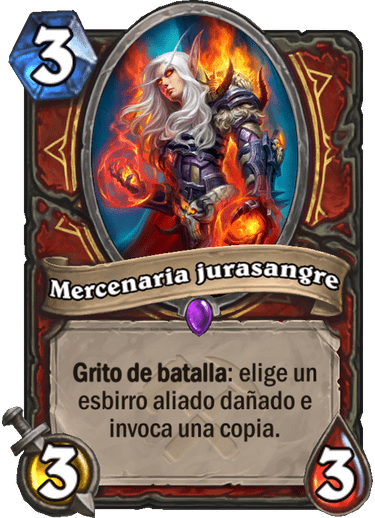 3
Mercenaria jurasangre
Grito de batalla: elige un
esbirro aliado dañado e
invoca una copia.
3
3